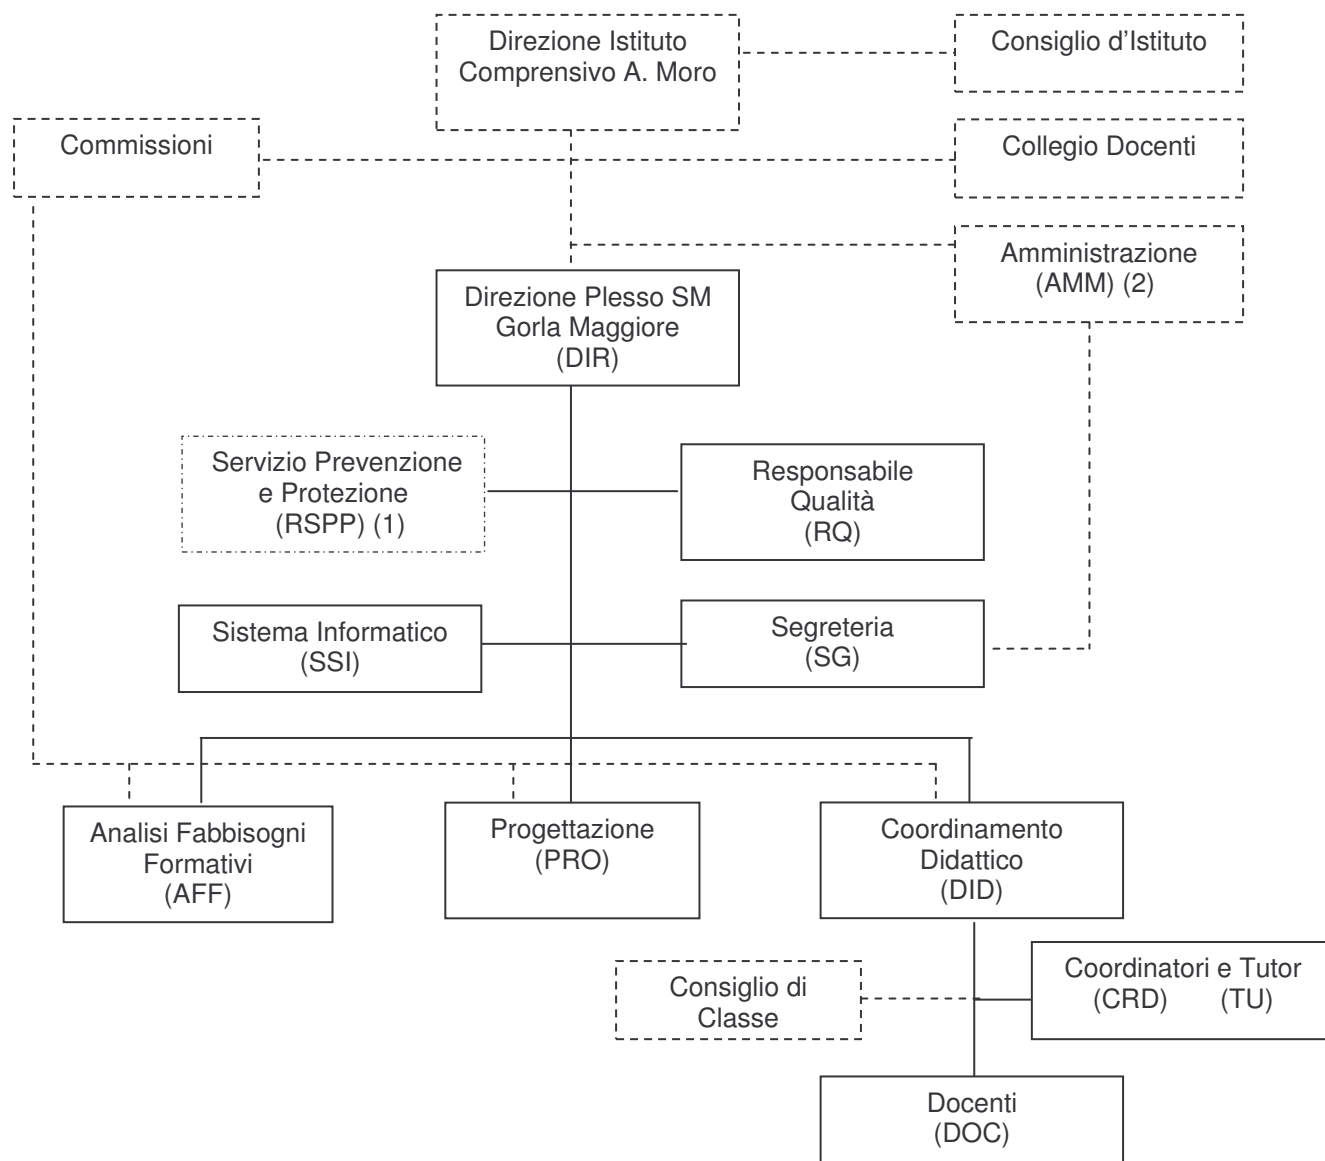 Direzione Istituto
Comprensivo A. Moro
Consiglio d'Istituto
Commissioni
Collegio Docenti
Amministrazione
(AMM) (2)
Direzione Plesso SM
Gorla Maggiore
(DIR)
Servizio Prevenzione
e Protezione
(RSPP) (1)
Responsabile
Qualità
(RQ)
Sistema Informatico
(SSI)
Segreteria
(SG)
Analisi Fabbisogni
Formativi
(AFF)
Progettazione
(PRO)
Coordinamento
Didattico
(DID)
Consiglio di
Classe
Coordinatori e Tutor
(CRD) (TU)
Docenti
(DOC)